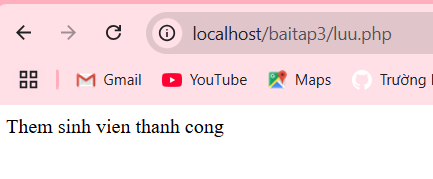 localhost/baitap3/luu.php
Gmail YouTube Maps Trường
Them sinh vien thanh cong